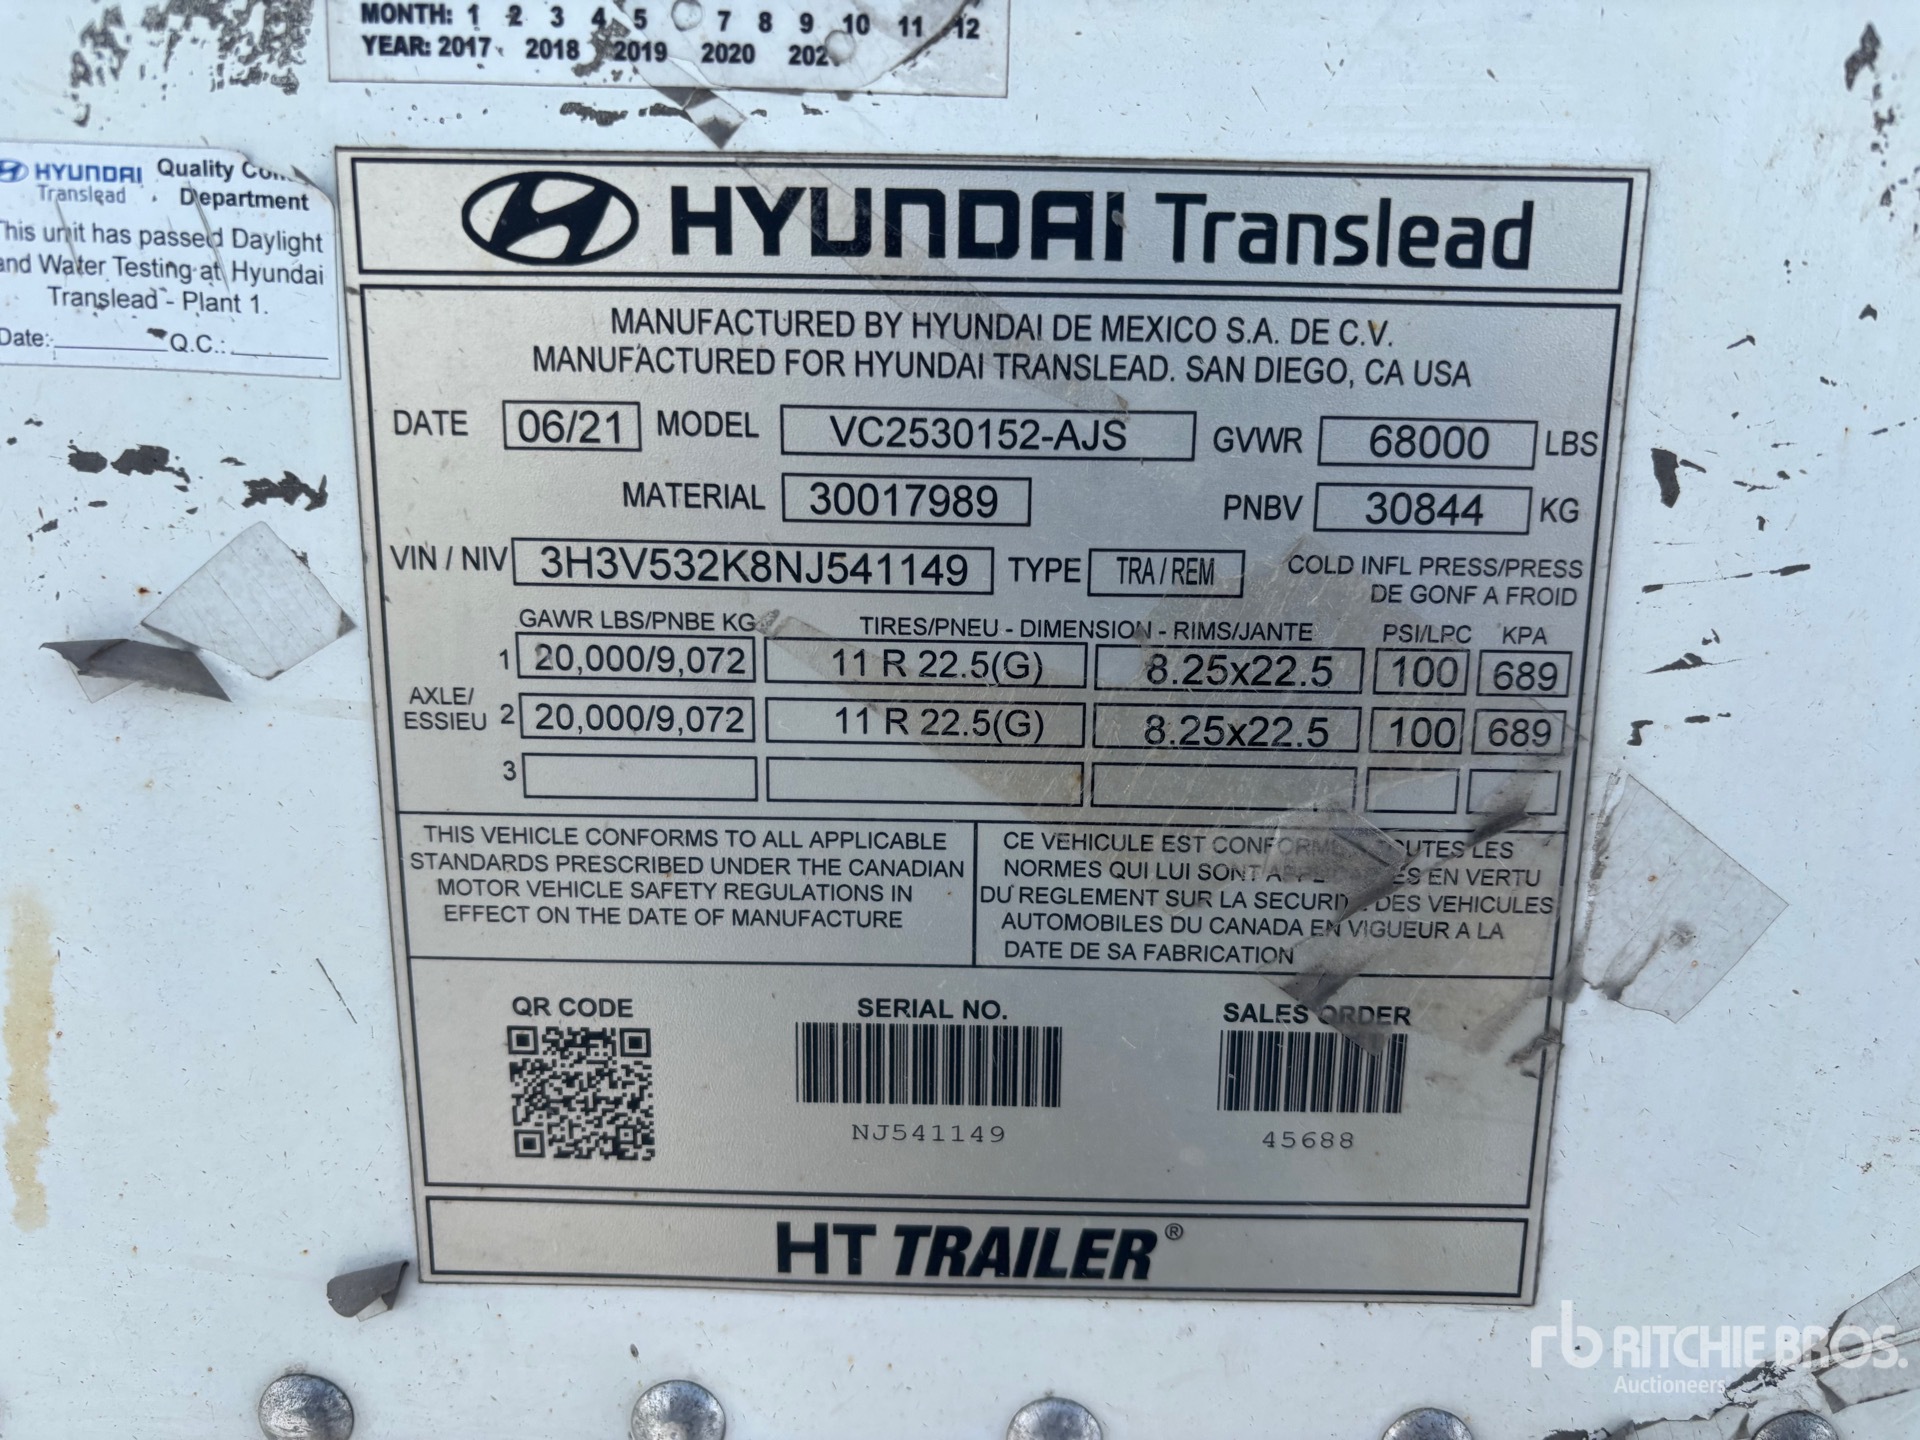 MONTH: 1 2 3 4 5 7 8 9 10 11 12
YEAR: 2017 2018 2019 2020
HYUNDAI Translead
Quality
Department
This unit has passed Daylight
and Water Testing at Hyundai
Translead - Plant 1.
Date: Q.C.:
HYUNDAI Translead
MANUFACTURED BY HYUNDAI DE MEXICO S.A. DE C.V.
MANUFACTURED FOR HYUNDAI TRANSLEAD. SAN DIEGO, CA USA
DATE 06/21 MODEL VC2530152-AJS GVWR 68000 LBS
MATERIAL 30017989 PNBV 30844 KG
VIN / NIV 3H3V532K8NJ541149 TYPE TRA / REM COLD INFL PRESS/PRESS
DE GONF A FROID
GAWR LBS/PNBE KG TIRES/PNEU - DIMENSION - RIMS/JANTE PSI/LPC KPA
AXLE/
ESSIEU
1 20,000/9,072 11 R 22.5(G) 8.25x22.5 100 689
2 20,000/9,072 11 R 22.5(G) 8.25x22.5 100 689
3
THIS VEHICLE CONFORMS TO ALL APPLICABLE
STANDARDS PRESCRIBED UNDER THE CANADIAN
MOTOR VEHICLE SAFETY REGULATIONS IN
EFFECT ON THE DATE OF MANUFACTURE
CE VEHICULE EST LES
NORMES QUI LUI SONT EN VERTU
DU REGLEMENT SUR LA DES VEHICULES
AUTOMOBILES DU CANADA EN VIGUEUR A LA
DATE DE SA FABRICATION
QR CODE
SERIAL NO.
NJ541149
SALES ORDER
45688
HT TRAILER®
rb RITCHIE BROS.
Auctioneers